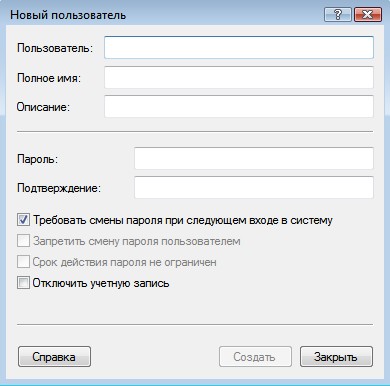 Новый пользователь
Пользователь:
Полное имя:
Описание:
Пароль:
Подтверждение:
Требовать смены пароля при следующем входе в систему
Запретить смену пароля пользователем
Срок действия пароля не ограничен
Отключить учетную запись
Справка
Создать
Закрыть